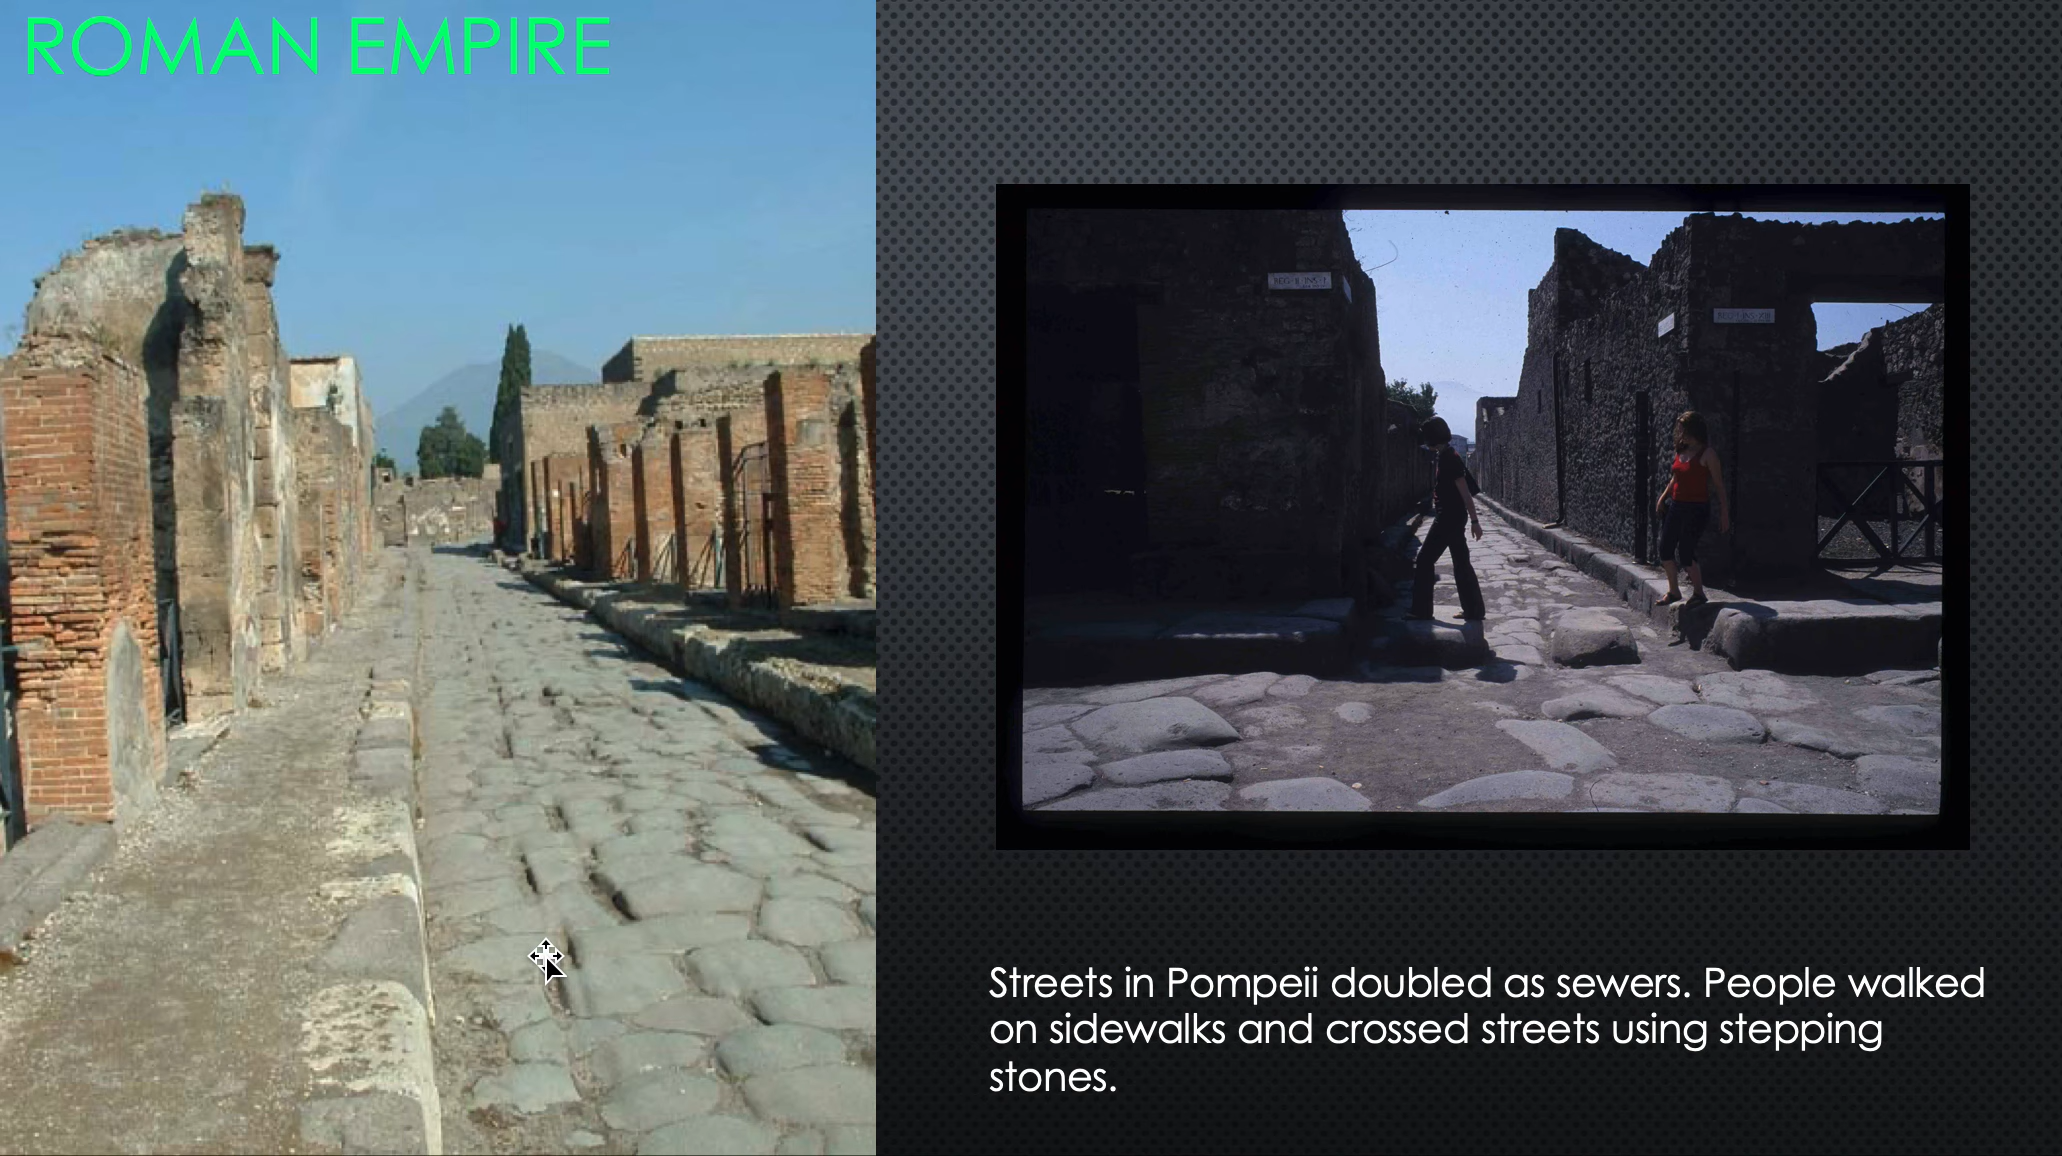 ROMAN EMPIRE
Streets in Pompeii doubled as sewers. People walked
on sidewalks and crossed streets using stepping
stones.